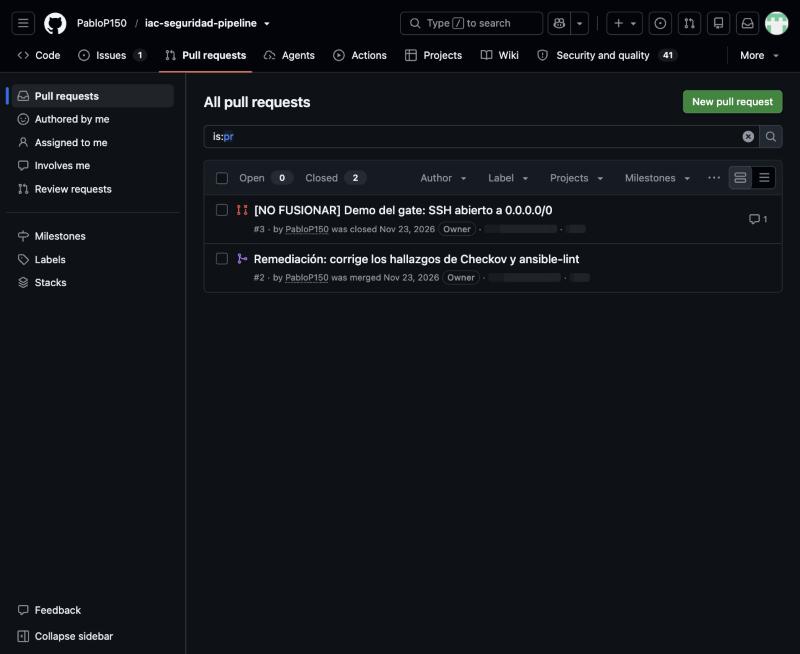 PabloP150 / iac-seguridad-pipeline
Type / to search
Code Issues 1 Pull requests Agents Actions Projects Wiki Security and quality 41 More
Pull requests
Authored by me
Assigned to me
Involves me
Review requests
Milestones
Labels
Stacks
Feedback
Collapse sidebar
All pull requests
New pull request
is:pr
Open 0 Closed 2 Author Label Projects Milestones
[NO FUSIONAR] Demo del gate: SSH abierto a 0.0.0.0/0
1
#3 · by PabloP150 was closed Nov 23, 2026 Owner · ·
Remediación: corrige los hallazgos de Checkov y ansible-lint
#2 · by PabloP150 was merged Nov 23, 2026 Owner · ·